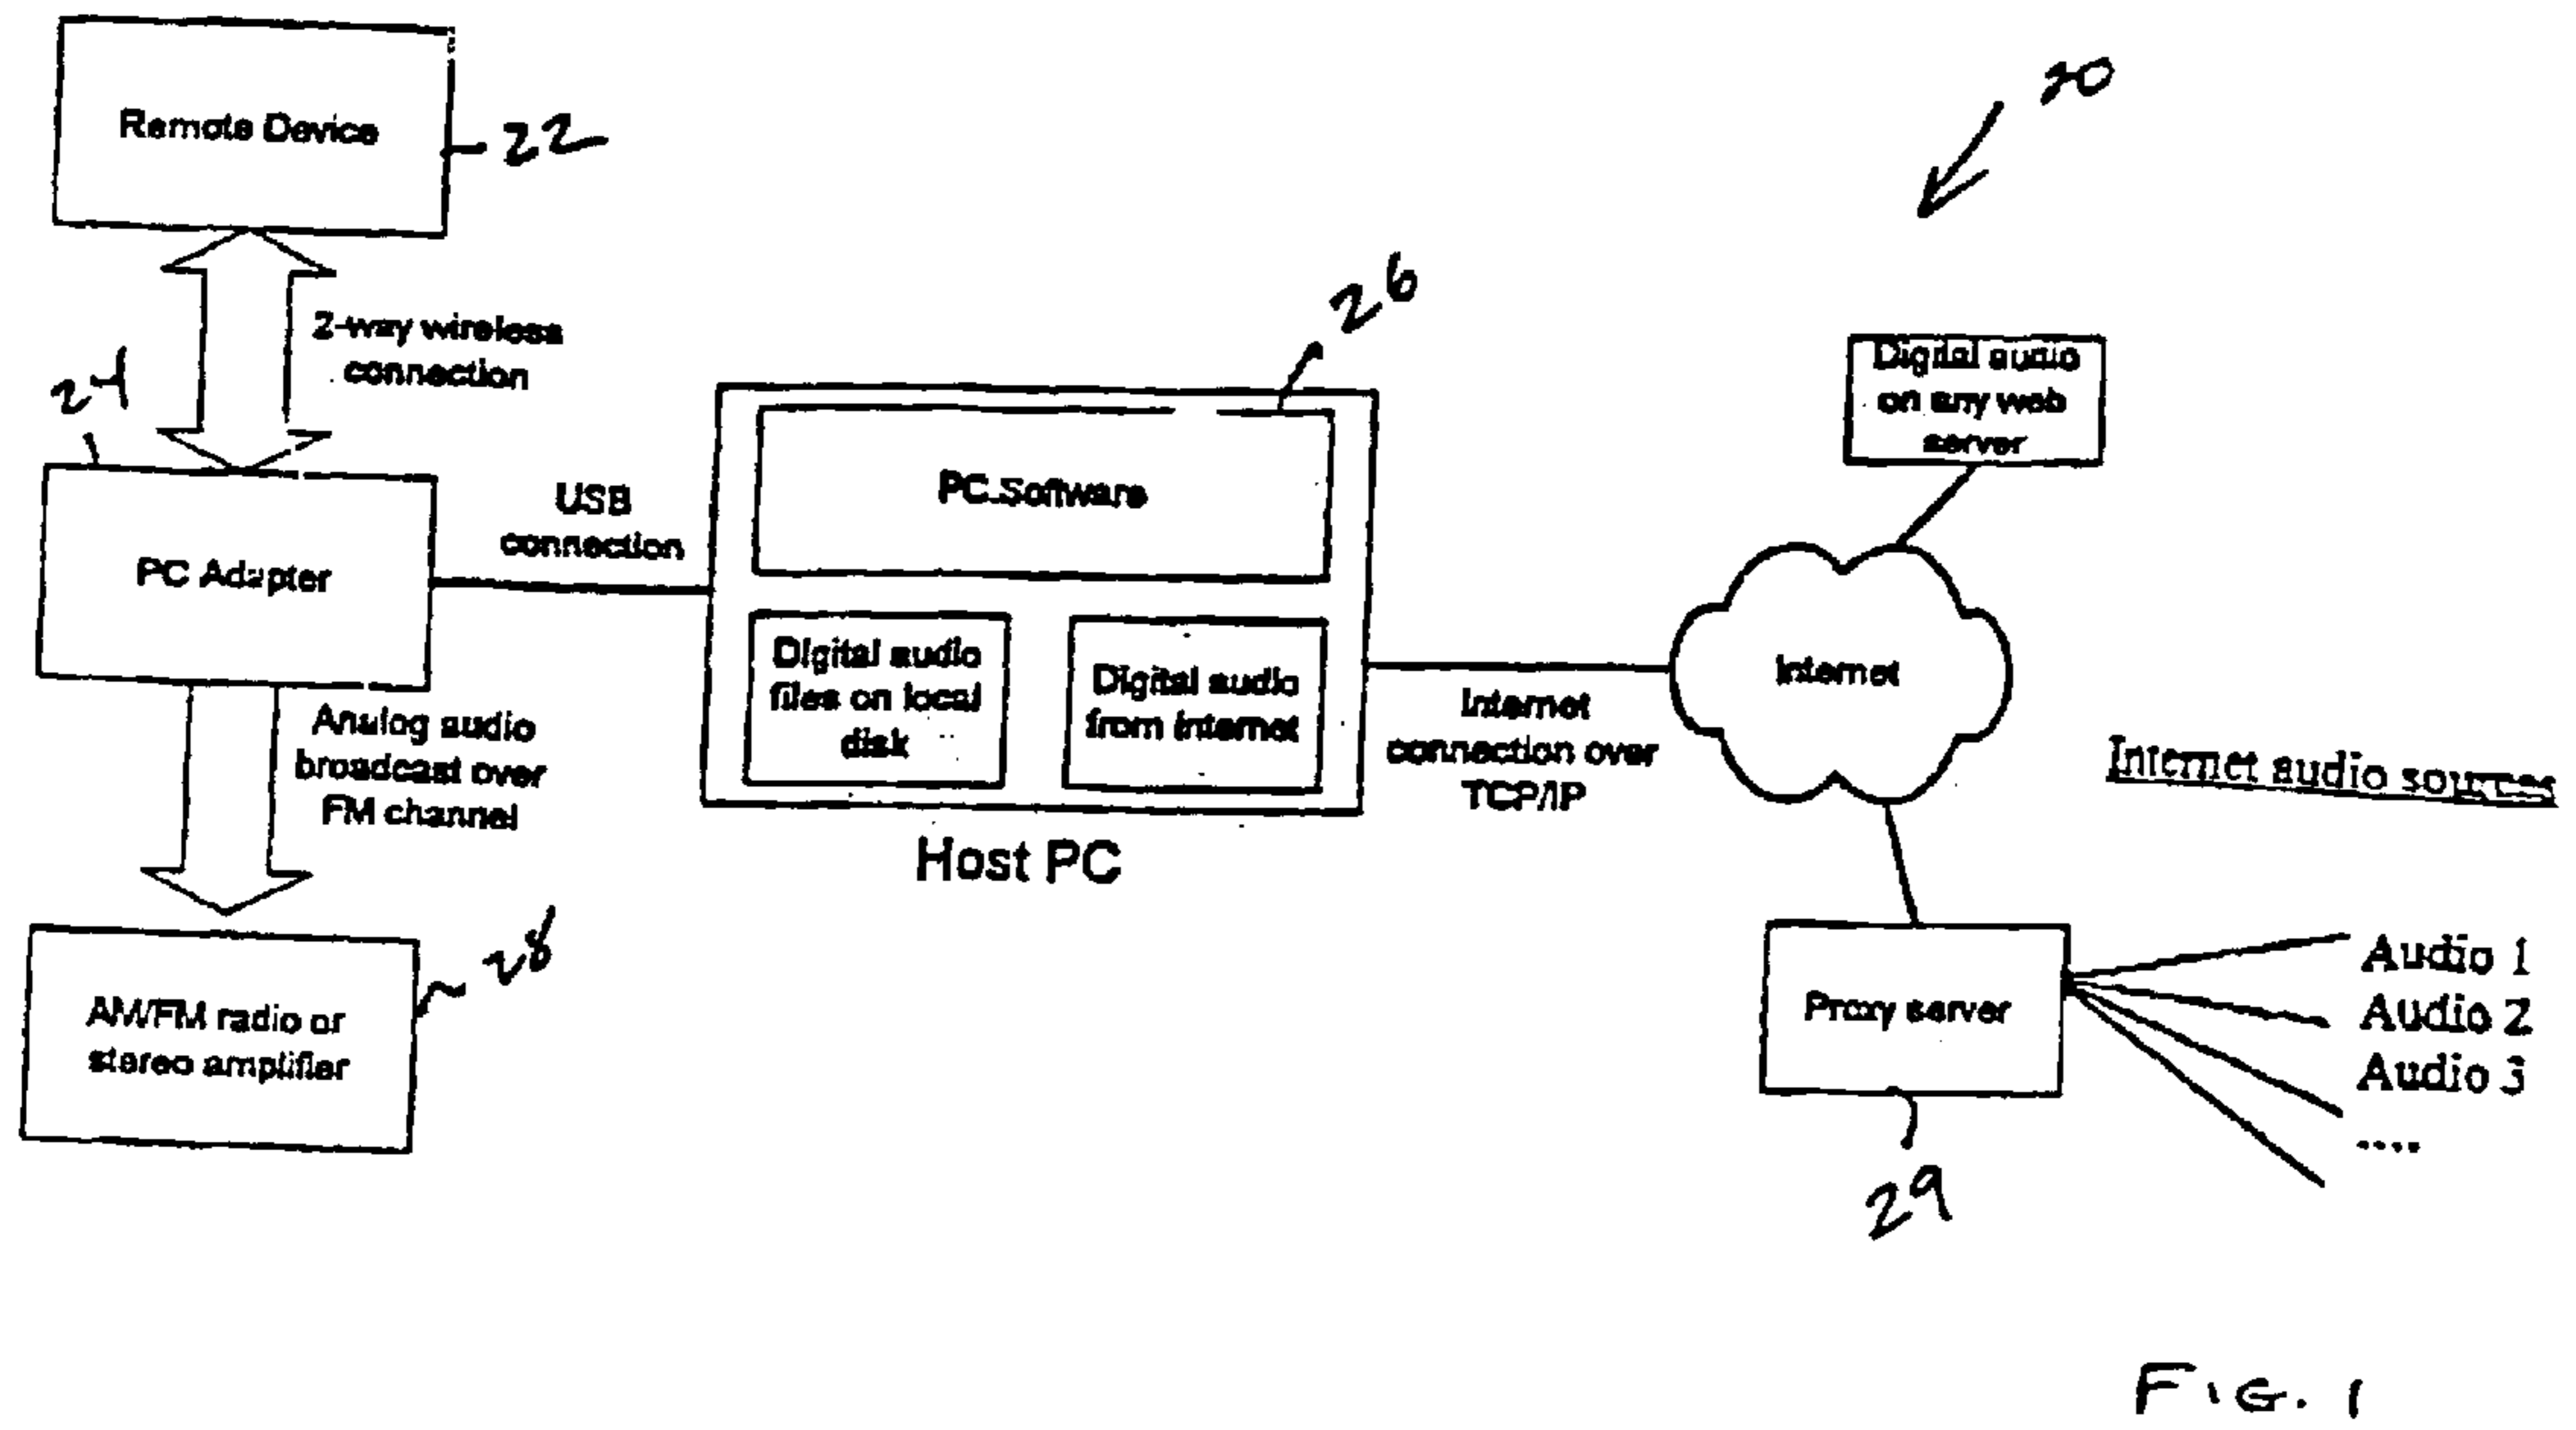 20
Remote Device
22
2-way wireless
connection
24
26
Digital audio
on any web
server
PC Software
USB
connection
PC Adapter
Digital audio
files on local
disk
Digital audio
from internet
Internet
Internet
connection over
TCP/IP
Analog audio
broadcast over
FM channel
Internet audio sources
Host PC
28
AM/FM radio or
stereo amplifier
Proxy server
Audio 1
Audio 2
Audio 3
....
29
FIG. 1